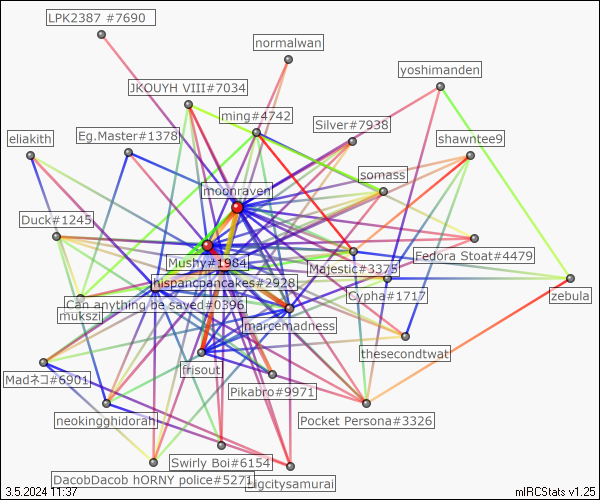 LPK2387 #7690
normalwan
yoshimanden
JKOUYH VIII#7034
ming#4742
Silver#7938
eliakith
Eg.Master#1378
shawntee9
somass
moonraven
Duck#1245
Mushy#1984
Majestic#3375
Fedora Stoat#4479
hispancpancakes#2928
Cypha#1717
zebula
Can anything be saved#0396
mukszi
marcemadness
thesecondtwat
frisout
Madネコ#6901
Pikabro#9971
neokingghidorah
Pocket Persona#3326
Swirly Boi#6154
DacobDacob hORNY police#5271
bigcitysamurai
3.5.2024 11:37
mIRCStats v1.25